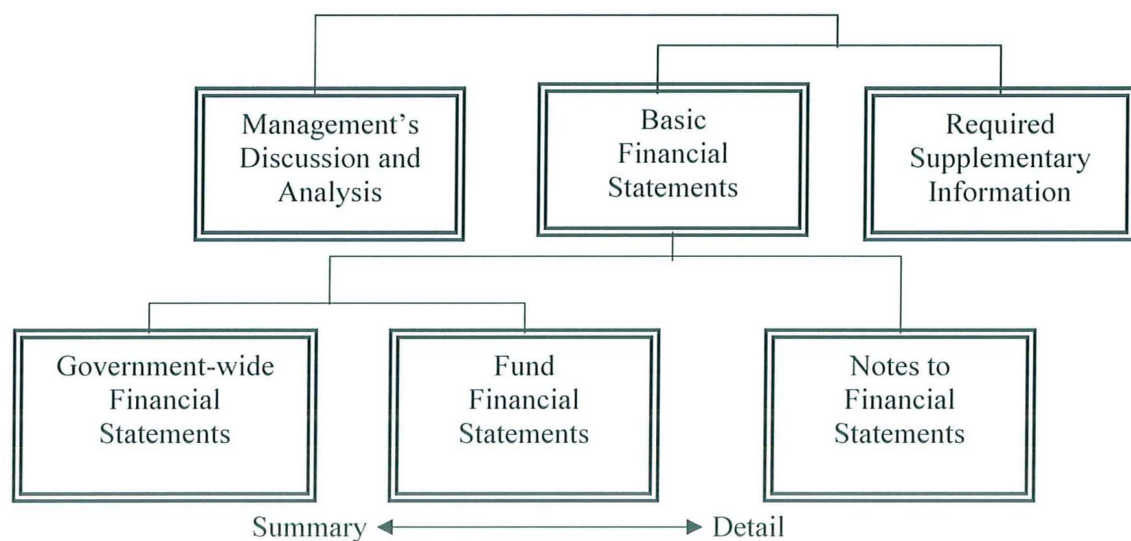 Management's
Discussion and
Analysis
Basic
Financial
Statements
Required
Supplementary
Information
Government-wide
Financial
Statements
Fund
Financial
Statements
Notes to
Financial
Statements
Summary
Detail